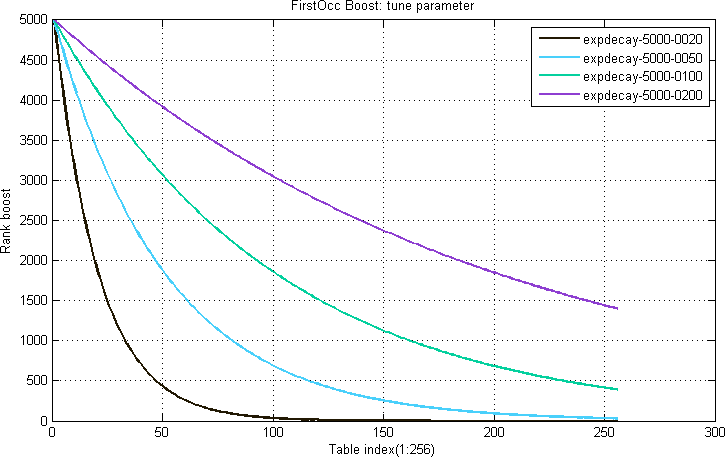 FirstOcc Boost: tune parameter
5000
4500
4000
3500
3000
2500
2000
1500
1000
500
0
Rank boost
expdecay-5000-0020
expdecay-5000-0050
expdecay-5000-0100
expdecay-5000-0200
0 50 100 150 200 250 300
Table index(1:256)